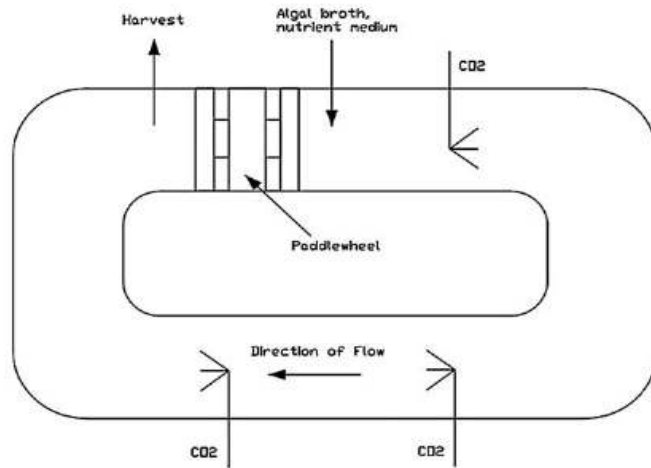 Harvest
Algal broth,
nutrient medium
CO2
Paddlewheel
Direction of Flow
CO2
CO2